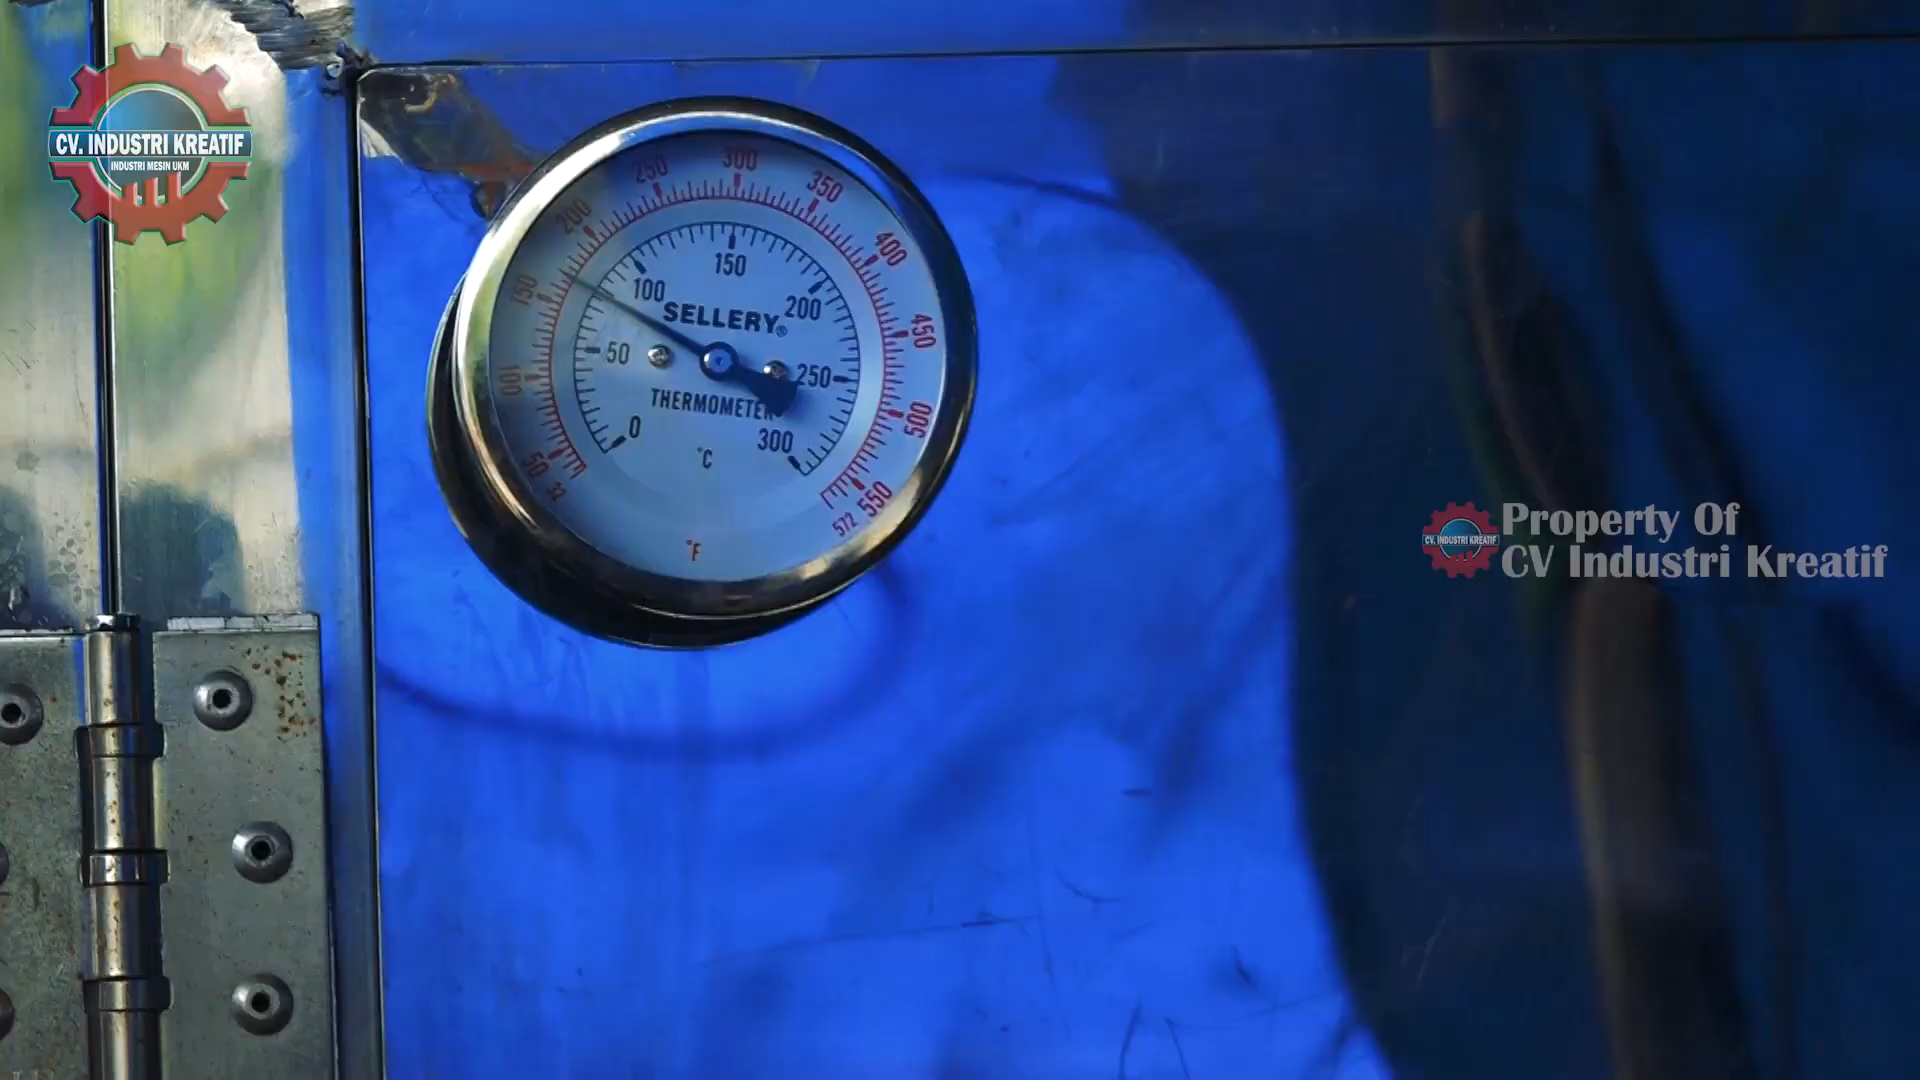 CV. INDUSTRI KREATIF
INDUSTRI MESIN UKM
300
250
350
200
400
150
450
100
500
50
550
32
572
150
100
200
SELLERY®
50
250
THERMOMETER
0
300
°C
°F
Property Of
CV Industri Kreatif
CV. INDUSTRI KREATIF